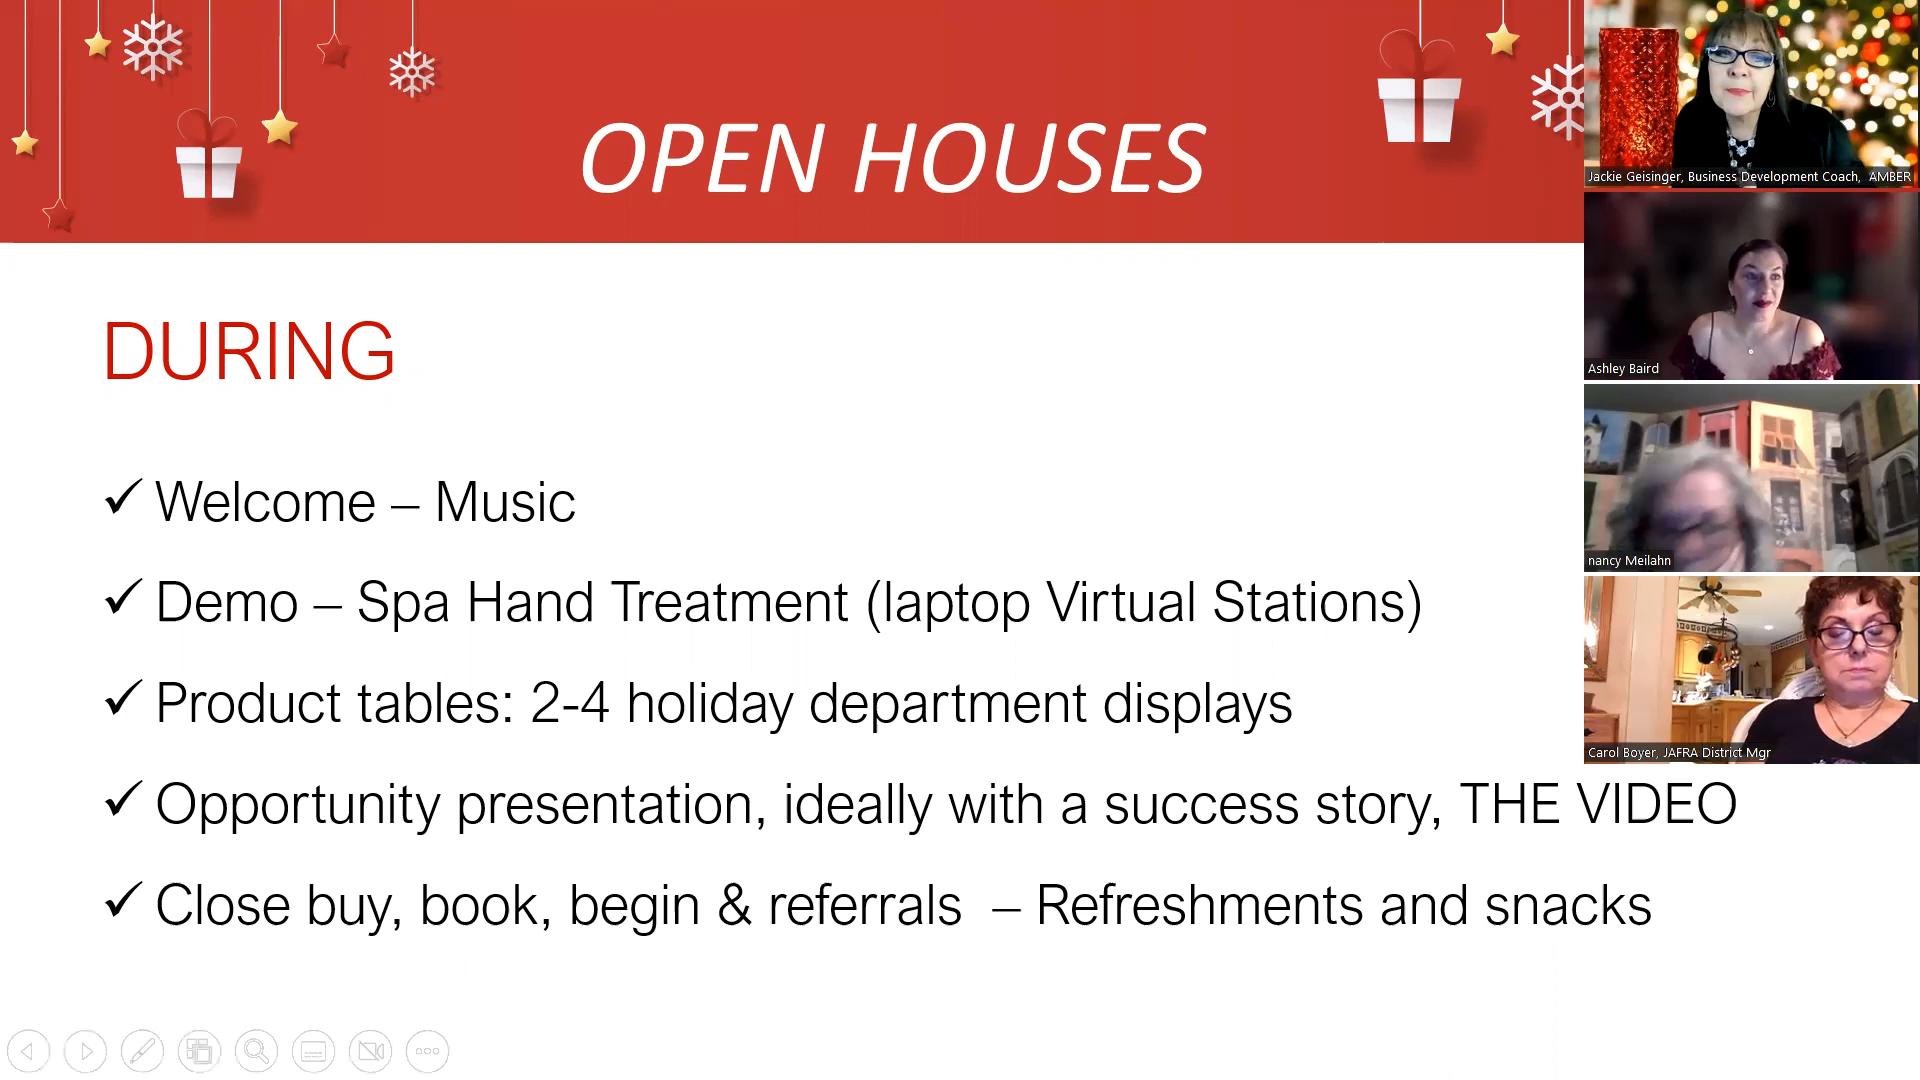 OPEN HOUSES
DURING
✓ Welcome – Music
✓ Demo – Spa Hand Treatment (laptop Virtual Stations)
✓ Product tables: 2-4 holiday department displays
✓ Opportunity presentation, ideally with a success story, THE VIDEO
✓ Close buy, book, begin & referrals – Refreshments and snacks
Jackie Geisinger, Business Development Coach, AMBER
Ashley Baird
nancy Meilahn
Carol Boyer, JAFRA District Mgr